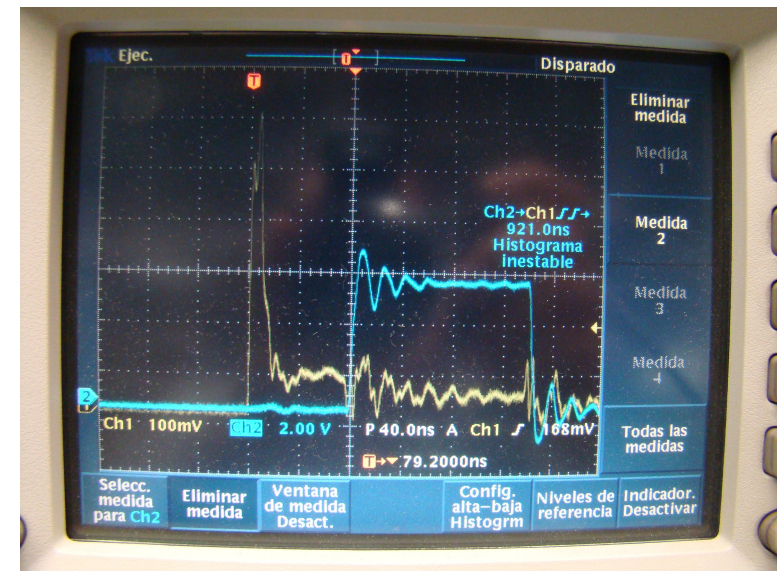 Tek Ejec.
T
Disparado
T
Eliminar
medida
Medida
1
Ch2→Ch1 ∫∫→
921.0ns
Histograma
inestable
Medida
2
Medida
3
Medida
4
2
Ch1 100mV Ch2 2.00 V P 40.0ns A Ch1 ∫ 168mV
T→▼79.2000ns
Todas las
medidas
Selecc.
medida
para Ch2
Eliminar
medida
Ventana
de medida
Desact.
Config.
alta-baja
Histogrm
Niveles de
referencia
Indicador.
Desactivar